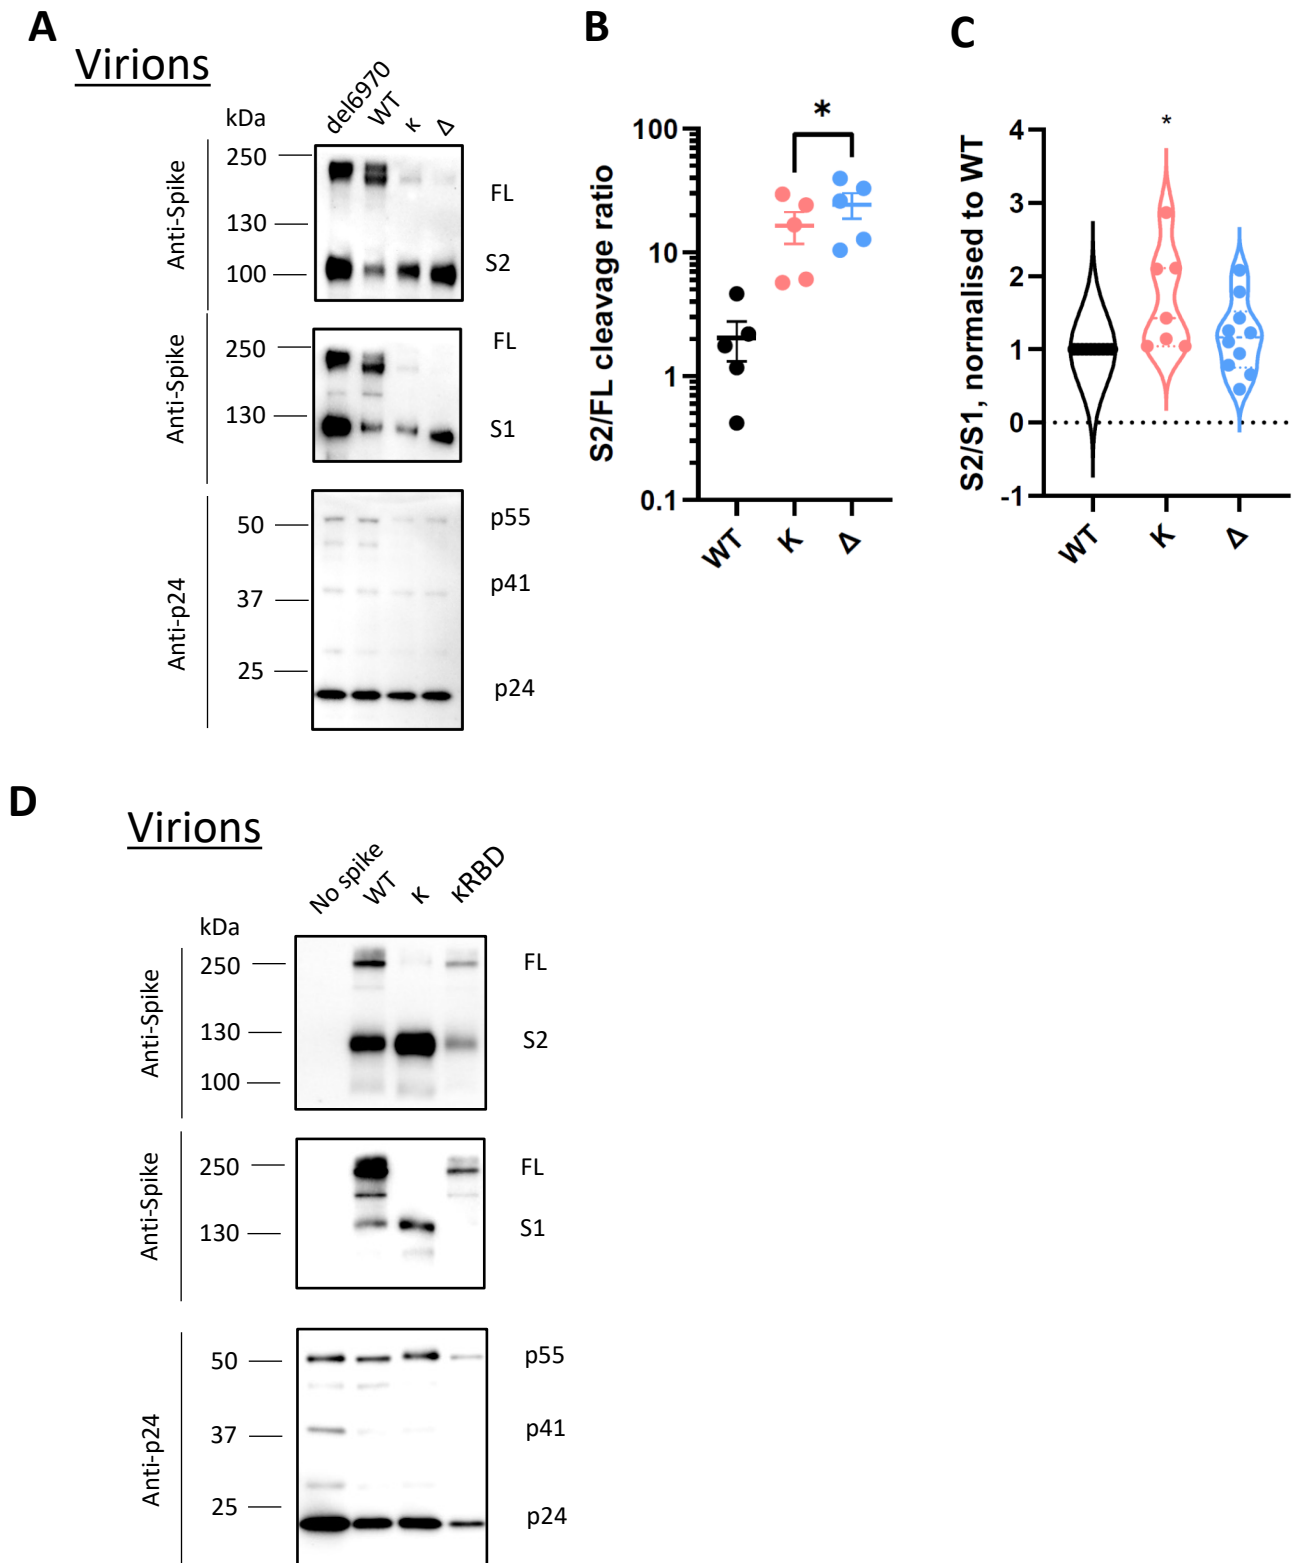 A
Virions
kDa
del6970
WT
κ
Δ
Anti-Spike
250
130
100
FL
S2
Anti-Spike
250
130
FL
S1
Anti-p24
50
37
25
p55
p41
p24
B
S2/FL cleavage ratio
100
10
1
0.1
*
WT
K
Δ
C
S2/S1, normalised to WT
4
3
2
1
0
-1
*
WT
K
Δ
D
Virions
kDa
No spike
WT
κ
κRBD
Anti-Spike
250
130
100
FL
S2
Anti-Spike
250
130
FL
S1
Anti-p24
50
37
25
p55
p41
p24